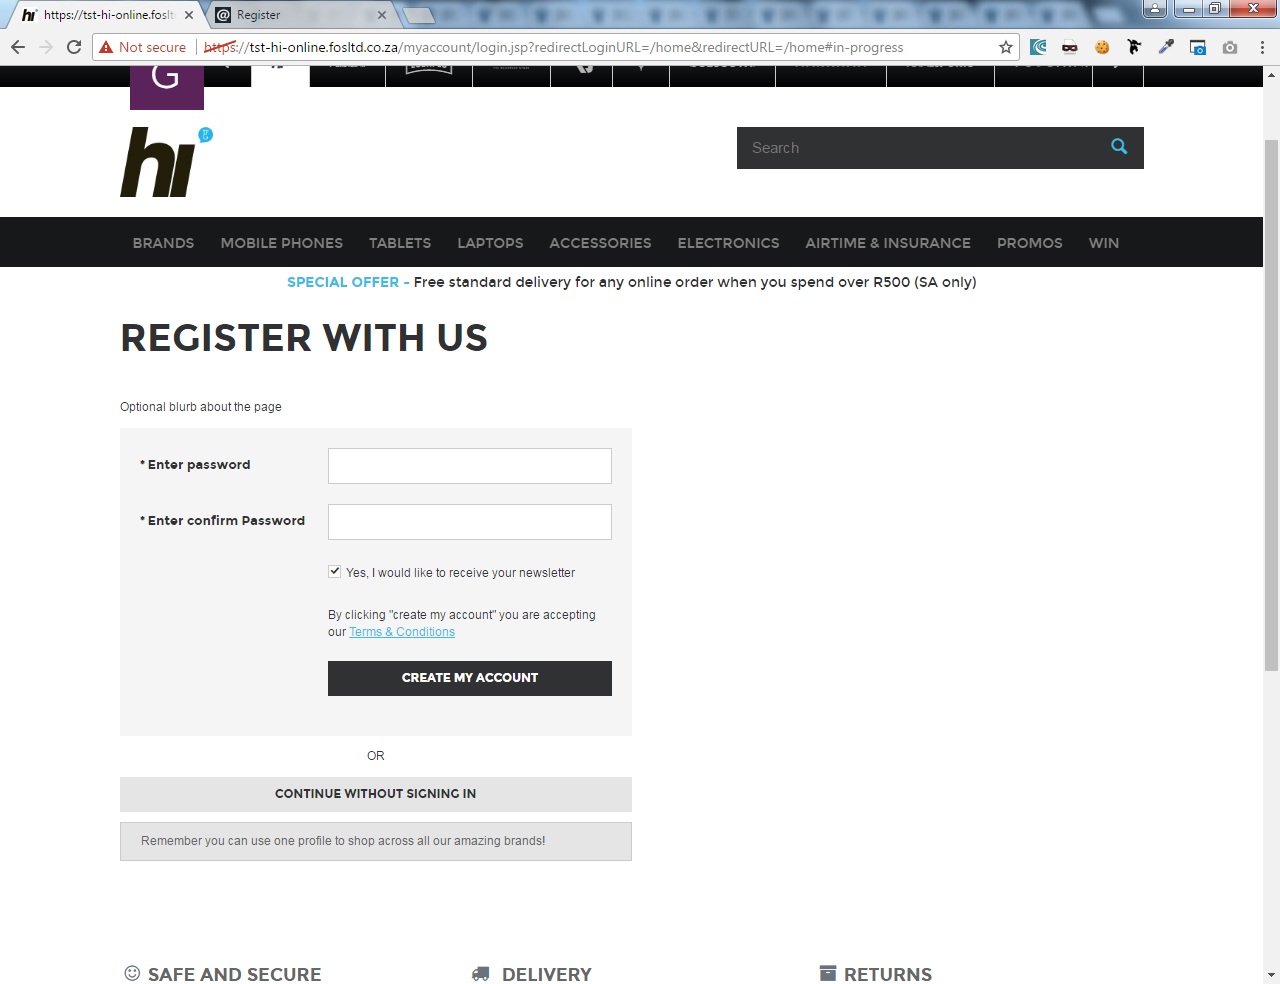 hi https://tst-hi-online.foslt
Register
Not secure
https://tst-hi-online.fosltd.co.za/myaccount/login.jsp?redirectLoginURL=/home&redirectURL=/home#in-progress
G
hi
Search
BRANDS MOBILE PHONES TABLETS LAPTOPS ACCESSORIES ELECTRONICS AIRTIME & INSURANCE PROMOS WIN
SPECIAL OFFER - Free standard delivery for any online order when you spend over R500 (SA only)
REGISTER WITH US
Optional blurb about the page
* Enter password
* Enter confirm Password
Yes, I would like to receive your newsletter
By clicking "create my account" you are accepting
our Terms & Conditions
CREATE MY ACCOUNT
OR
CONTINUE WITHOUT SIGNING IN
Remember you can use one profile to shop across all our amazing brands!
SAFE AND SECURE DELIVERY RETURNS